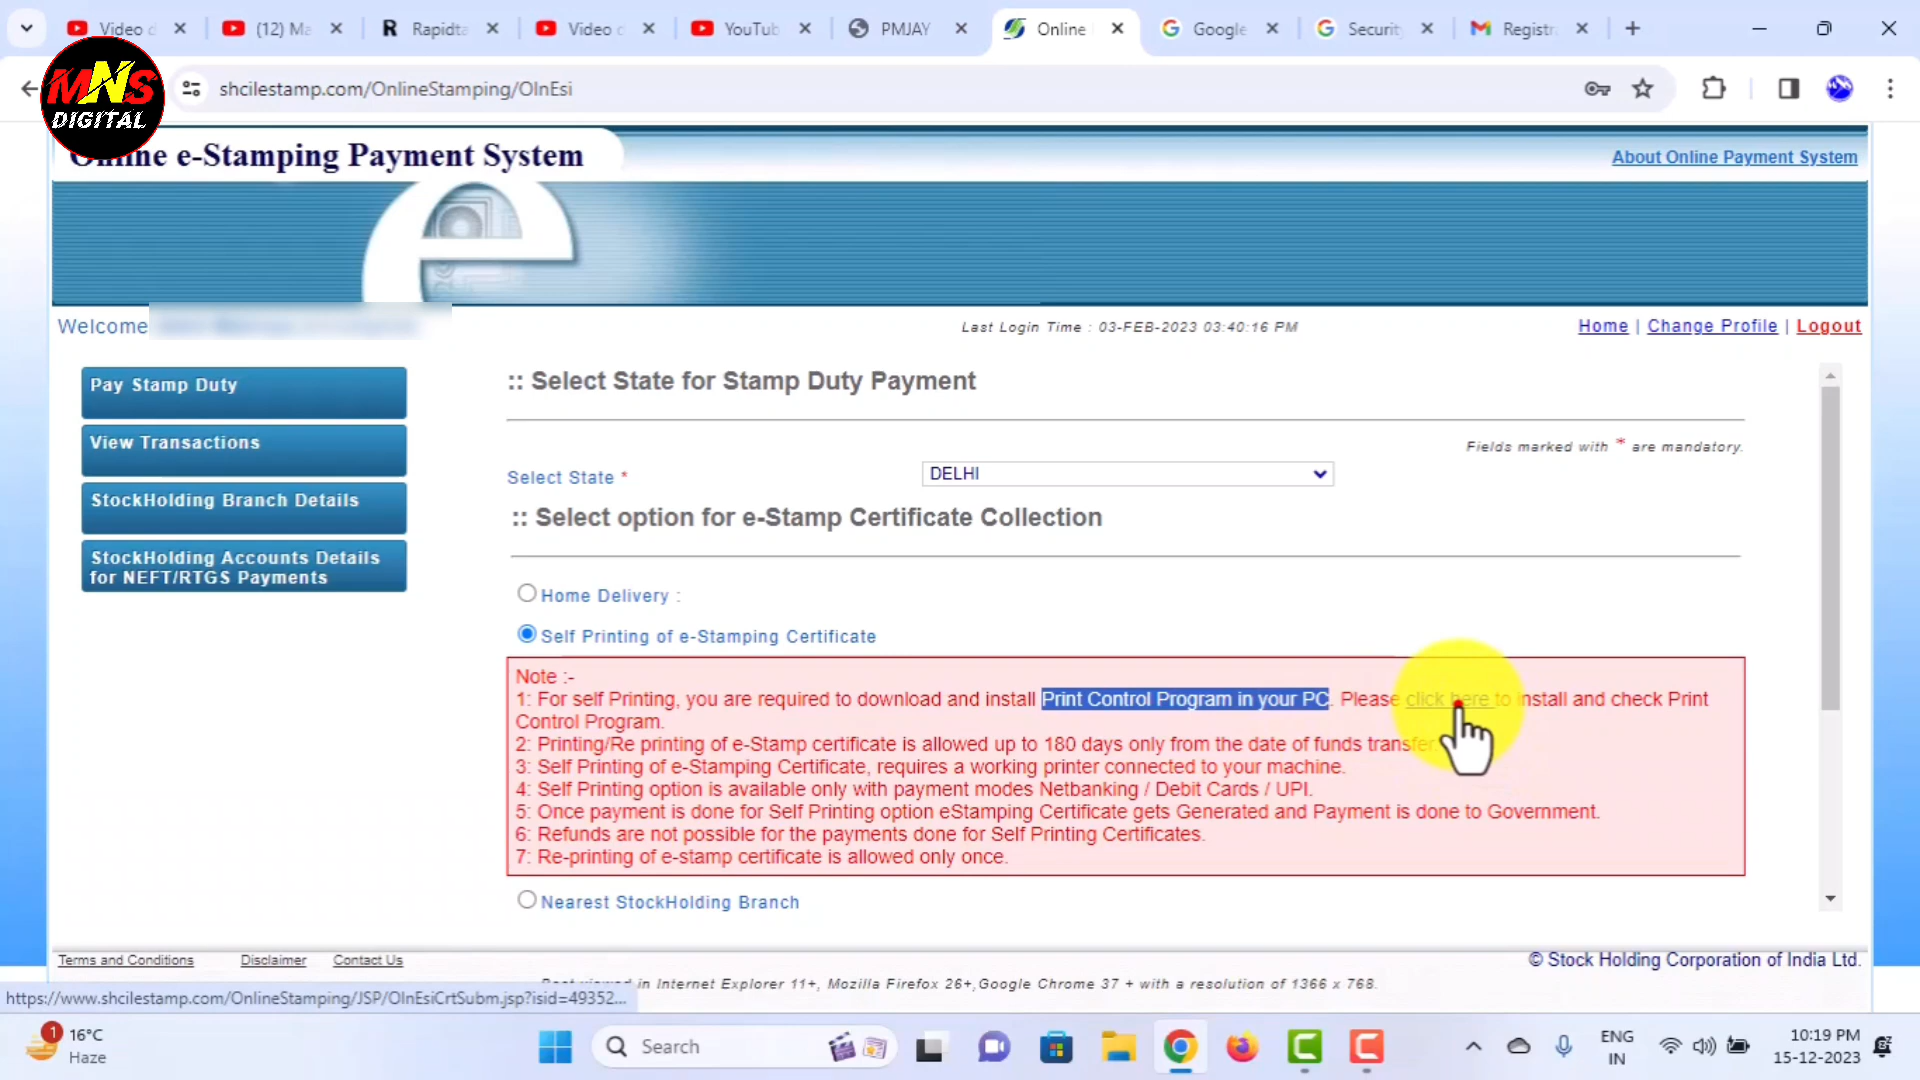 Video d
(12) Ma
Rapidta
Video c
YouTub
PMJAY
Online
Google
Security
Registr
MNS
DIGITAL
shcilestamp.com/OnlineStamping/OlnEsi
Online e-Stamping Payment System
About Online Payment System
Welcome
Last Login Time : 03-FEB-2023 03:40:16 PM
Home | Change Profile | Logout
Pay Stamp Duty
View Transactions
StockHolding Branch Details
StockHolding Accounts Details
for NEFT/RTGS Payments
:: Select State for Stamp Duty Payment
Fields marked with * are mandatory.
Select State *
DELHI
:: Select option for e-Stamp Certificate Collection
Home Delivery :
Self Printing of e-Stamping Certificate
Note :-
1: For self Printing, you are required to download and install Print Control Program in your PC. Please click here to install and check Print
Control Program.
2: Printing/Re printing of e-Stamp certificate is allowed up to 180 days only from the date of funds transfer.
3: Self Printing of e-Stamping Certificate, requires a working printer connected to your machine.
4: Self Printing option is available only with payment modes Netbanking / Debit Cards / UPI.
5: Once payment is done for Self Printing option eStamping Certificate gets Generated and Payment is done to Government.
6: Refunds are not possible for the payments done for Self Printing Certificates.
7: Re-printing of e-stamp certificate is allowed only once.
Nearest StockHolding Branch
Terms and Conditions
Disclaimer
Contact Us
© Stock Holding Corporation of India Ltd.
Best viewed in Internet Explorer 11+, Mozilla Firefox 26+,Google Chrome 37 + with a resolution of 1366 x 768.
https://www.shcilestamp.com/OnlineStamping/JSP/OlnEsiCrtSubm.jsp?isid=49352...
1
16°C
Haze
Search
ENG
IN
10:19 PM
15-12-2023